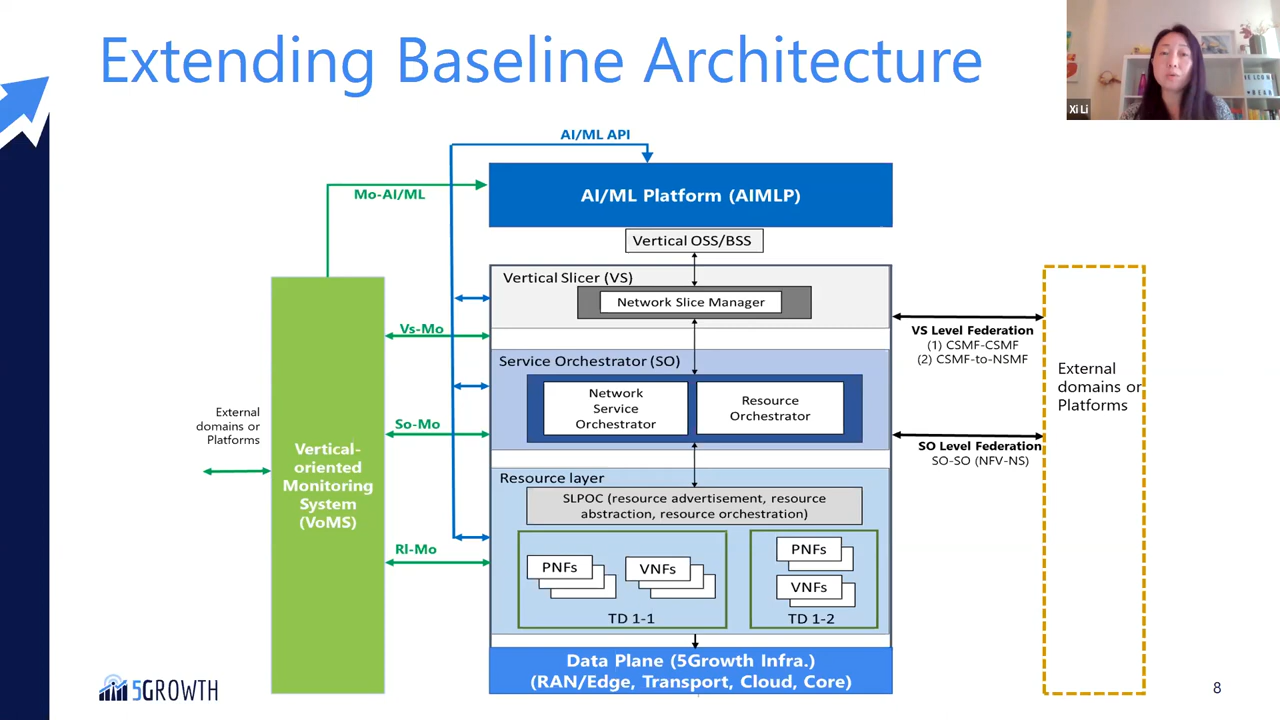 Extending Baseline Architecture
Xi Li
AI/ML API
Mo-AI/ML
AI/ML Platform (AIMLP)
Vertical OSS/BSS
Vertical Slicer (VS)
Network Slice Manager
Vs-Mo
VS Level Federation
(1) CSMF-CSMF
(2) CSMF-to-NSMF
External
domains or
Platforms
Service Orchestrator (SO)
Network
Service
Orchestrator
Resource
Orchestrator
So-Mo
External
domains or
Platforms
SO Level Federation
SO-SO (NFV-NS)
Vertical-
oriented
Monitoring
System
(VoMS)
Resource layer
SLPOC (resource advertisement, resource
abstraction, resource orchestration)
Rl-Mo
PNFs
VNFs
TD 1-1
PNFs
VNFs
TD 1-2
Data Plane (5Growth Infra.)
(RAN/Edge, Transport, Cloud, Core)
5GROWTH
8